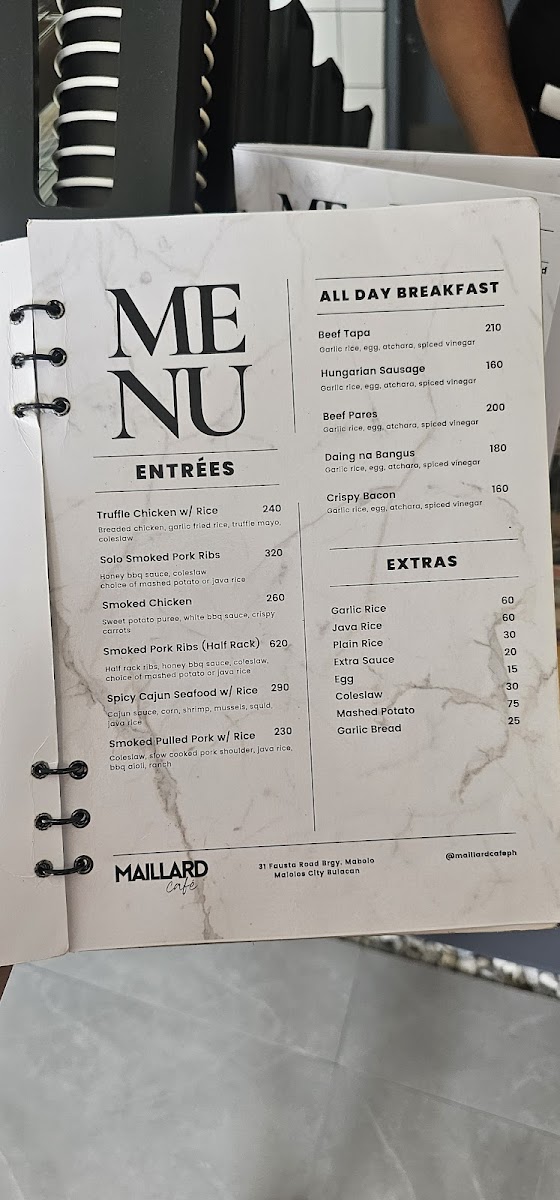 ME
NU
ENTRÉES
Truffle Chicken w/ Rice 240
Breaded chicken, garlic fried rice, truffle mayo,
coleslaw
Solo Smoked Pork Ribs 320
Honey bbq sauce, coleslaw
choice of mashed potato or java rice
Smoked Chicken 260
Sweet potato puree, white bbq sauce, crispy
carrots
Smoked Pork Ribs (Half Rack) 620
Half rack ribs, honey bbq sauce, coleslaw,
choice of mashed potato or java rice
Spicy Cajun Seafood w/ Rice 290
Cajun sauce, corn, shrimp, mussels, squid,
java rice
Smoked Pulled Pork w/ Rice 230
Coleslaw, slow cooked pork shoulder, java rice,
bbq aioli, ranch
ALL DAY BREAKFAST
Beef Tapa 210
Garlic rice, egg, atchara, spiced vinegar
Hungarian Sausage 160
Garlic rice, egg, atchara, spiced vinegar
Beef Pares 200
Garlic rice, egg, atchara, spiced vinegar
Daing na Bangus 180
Garlic rice, egg, atchara, spiced vinegar
Crispy Bacon 160
Garlic rice, egg, atchara, spiced vinegar
EXTRAS
Garlic Rice 60
Java Rice 60
Plain Rice 30
Extra Sauce 20
Egg 15
Coleslaw 30
Mashed Potato 75
Garlic Bread 25
MAILLARD
café
31 Fausta Road Brgy. Mabolo
Malolos City Bulacan
@maillardcafeph